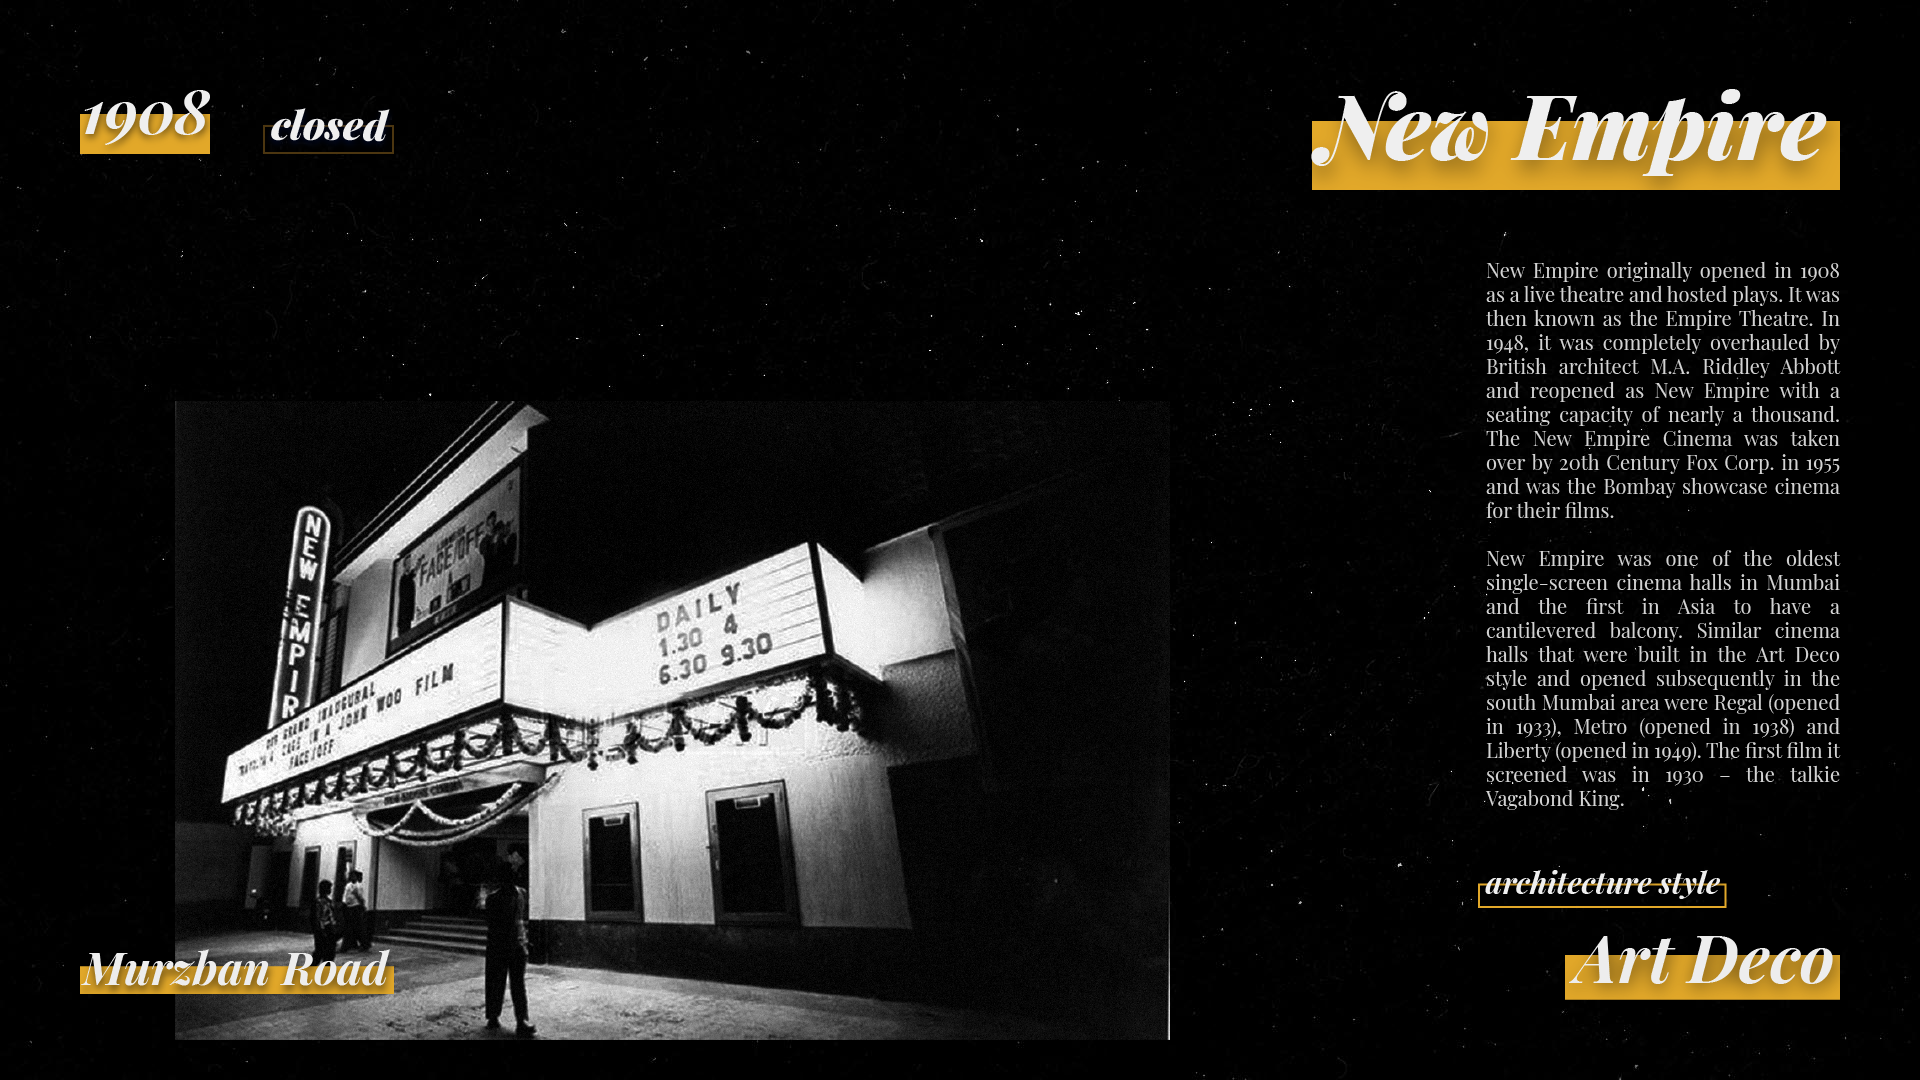 1908
closed
New Empire
New Empire originally opened in 1908
as a live theatre and hosted plays. It was
then known as the Empire Theatre. In
1948, it was completely overhauled by
British architect M.A. Riddley Abbott
and reopened as New Empire with a
seating capacity of nearly a thousand.
The New Empire Cinema was taken
over by 20th Century Fox Corp. in 1955
and was the Bombay showcase cinema
for their films.
New Empire was one of the oldest
single-screen cinema halls in Mumbai
and the first in Asia to have a
cantilevered balcony. Similar cinema
halls that were built in the Art Deco
style and opened subsequently in the
south Mumbai area were Regal (opened
in 1933), Metro (opened in 1938) and
Liberty (opened in 1949). The first film it
screened was in 1930 – the talkie
Vagabond King.
architecture style
Art Deco
NEW EMPIR
FACE/OFF
GRAND INAUGURAL
CAGE IN A JOHN WOO FILM
FACE/OFF
DAILY
1.30 4
6.30 9.30
Murzban Road